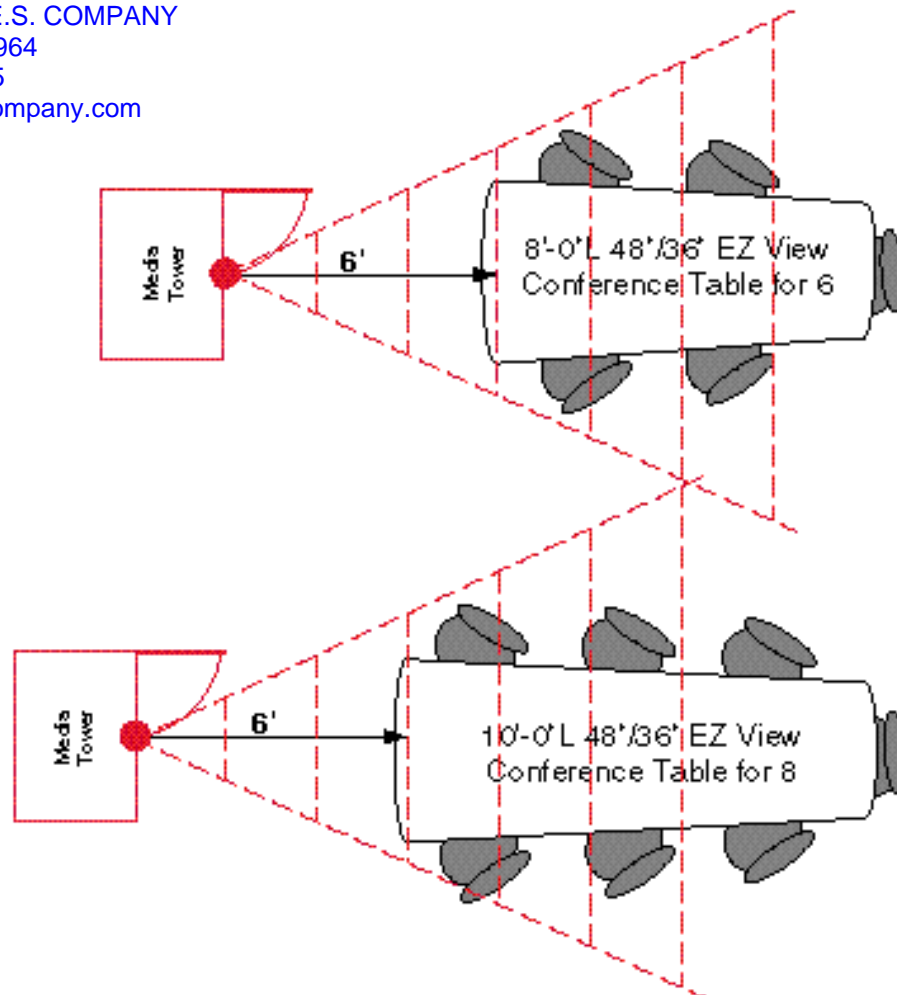 E.S. COMPANY
964
5
ompany.com
Media
Tower
6'
8'-0"L 48"/36" EZ View
Conference Table for 6
Media
Tower
6'
10'-0"L 48"/36" EZ View
Conference Table for 8